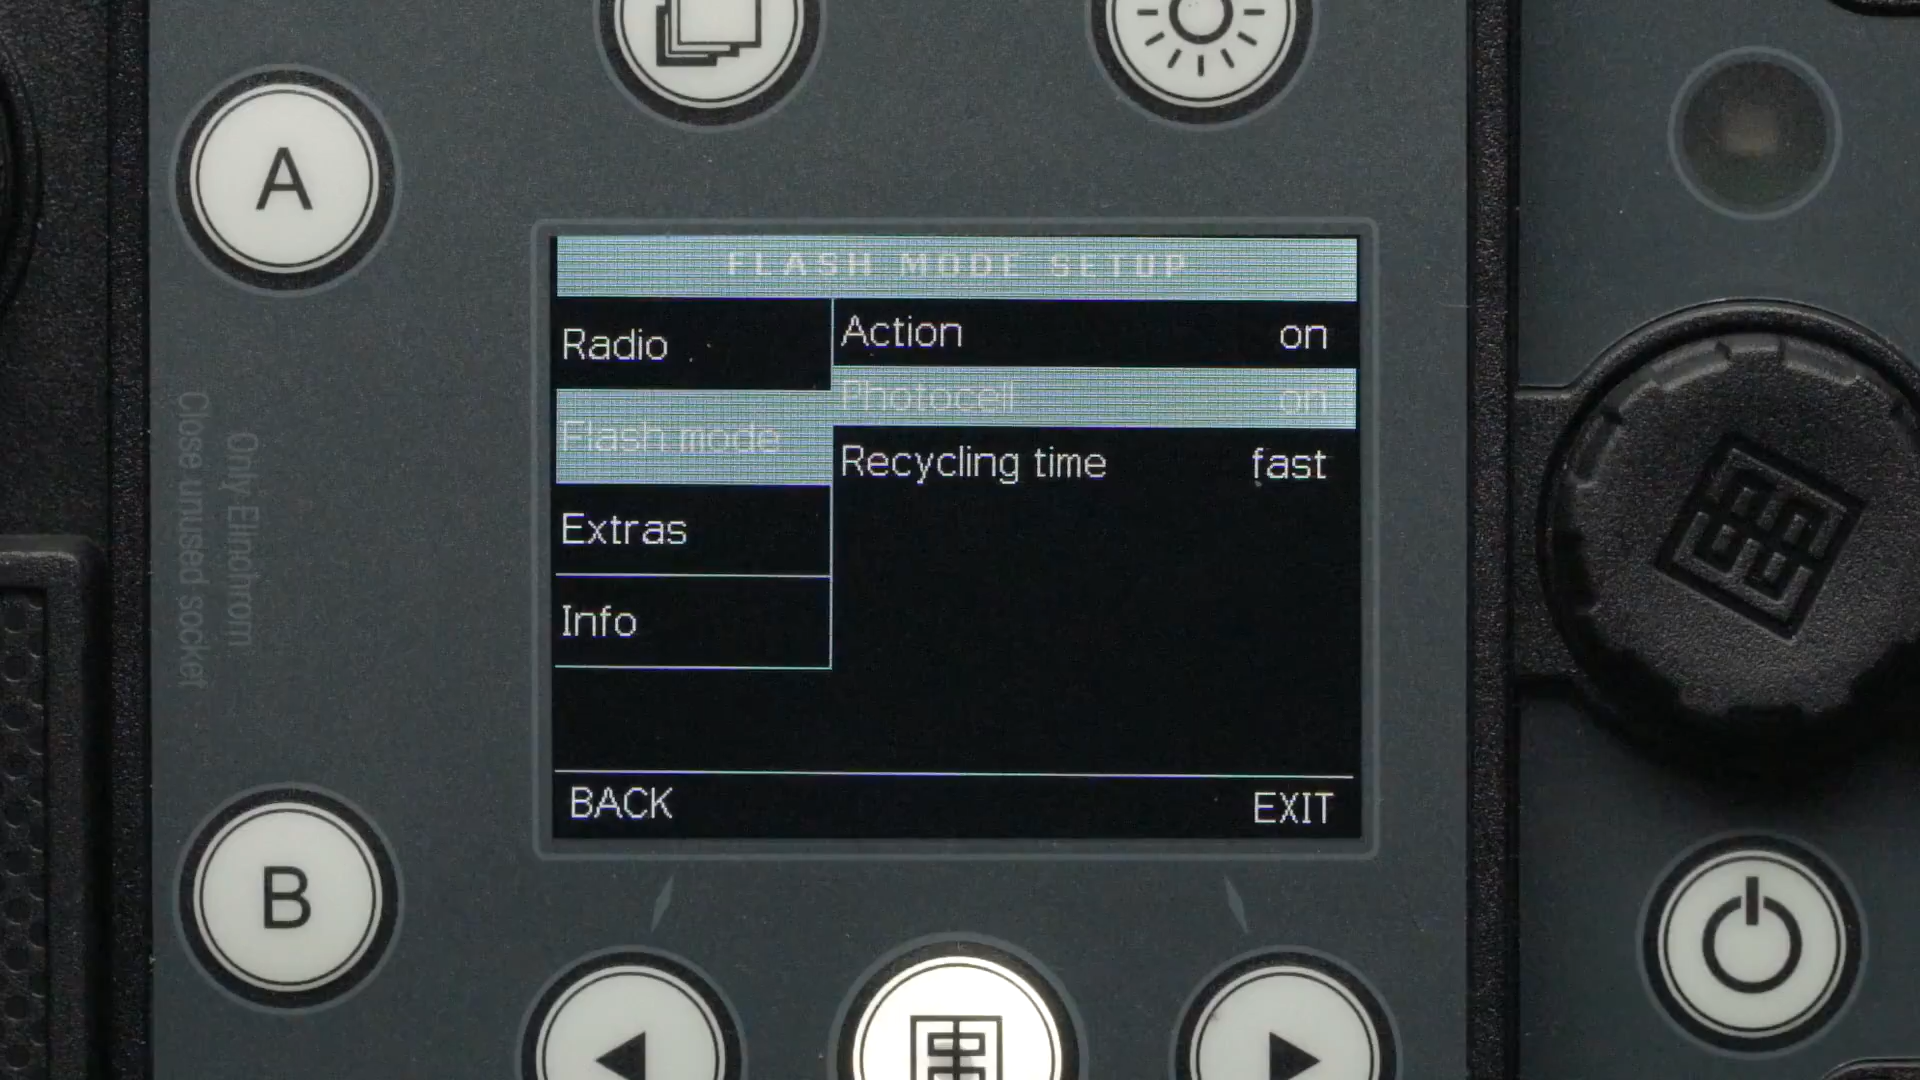 A
FLASH MODE SETUP
Radio
Action on
Flash mode
Photocell on
Recycling time fast
Extras
Info
BACK EXIT
Only Elinchrom
Close unused socket
B